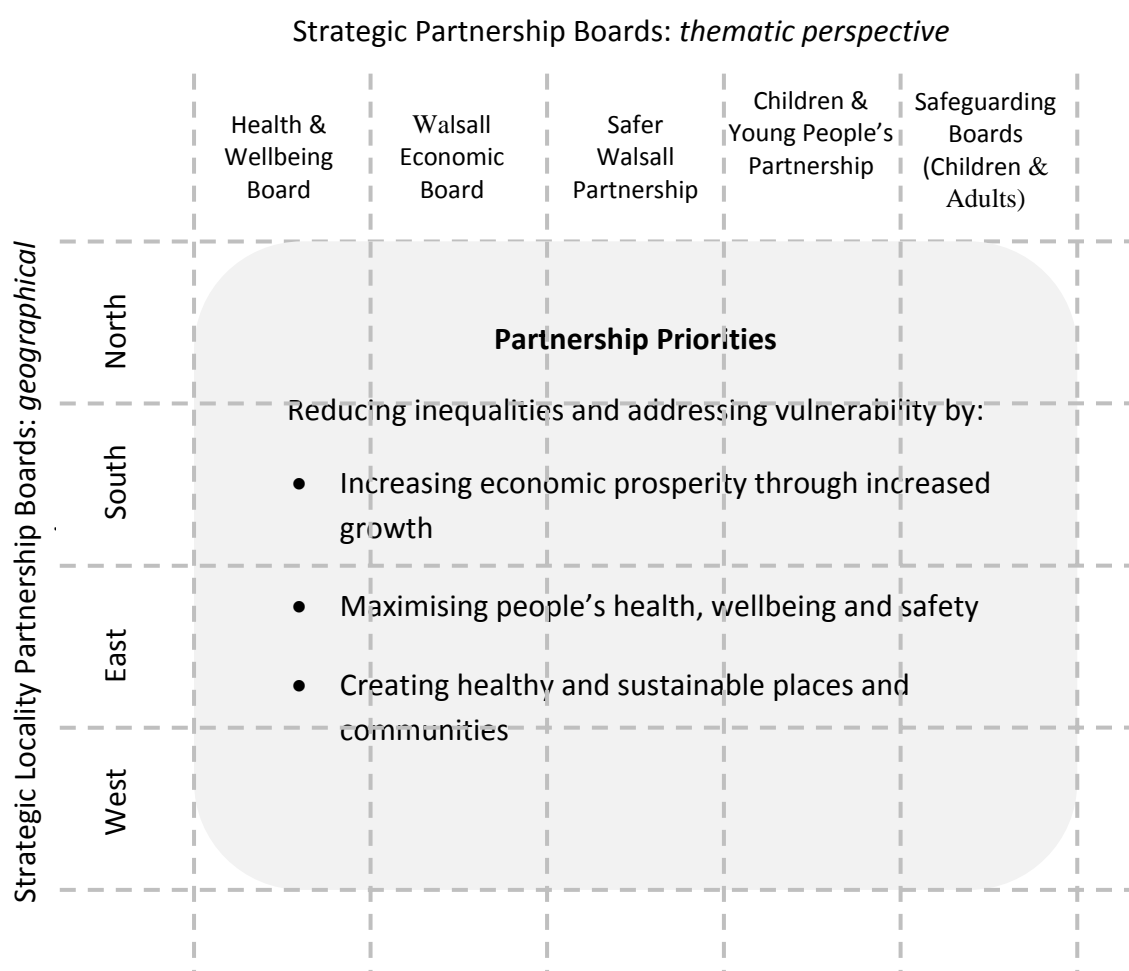 Strategic Partnership Boards: thematic perspective
Health &
Wellbeing
Board
Walsall
Economic
Board
Safer
Walsall
Partnership
Children &
Young People’s
Partnership
Safeguarding
Boards
(Children &
Adults)
Strategic Locality Partnership Boards: geographical
North
South
East
West
Partnership Priorities
Reducing inequalities and addressing vulnerability by:
• Increasing economic prosperity through increased
growth
• Maximising people’s health, wellbeing and safety
• Creating healthy and sustainable places and
communities